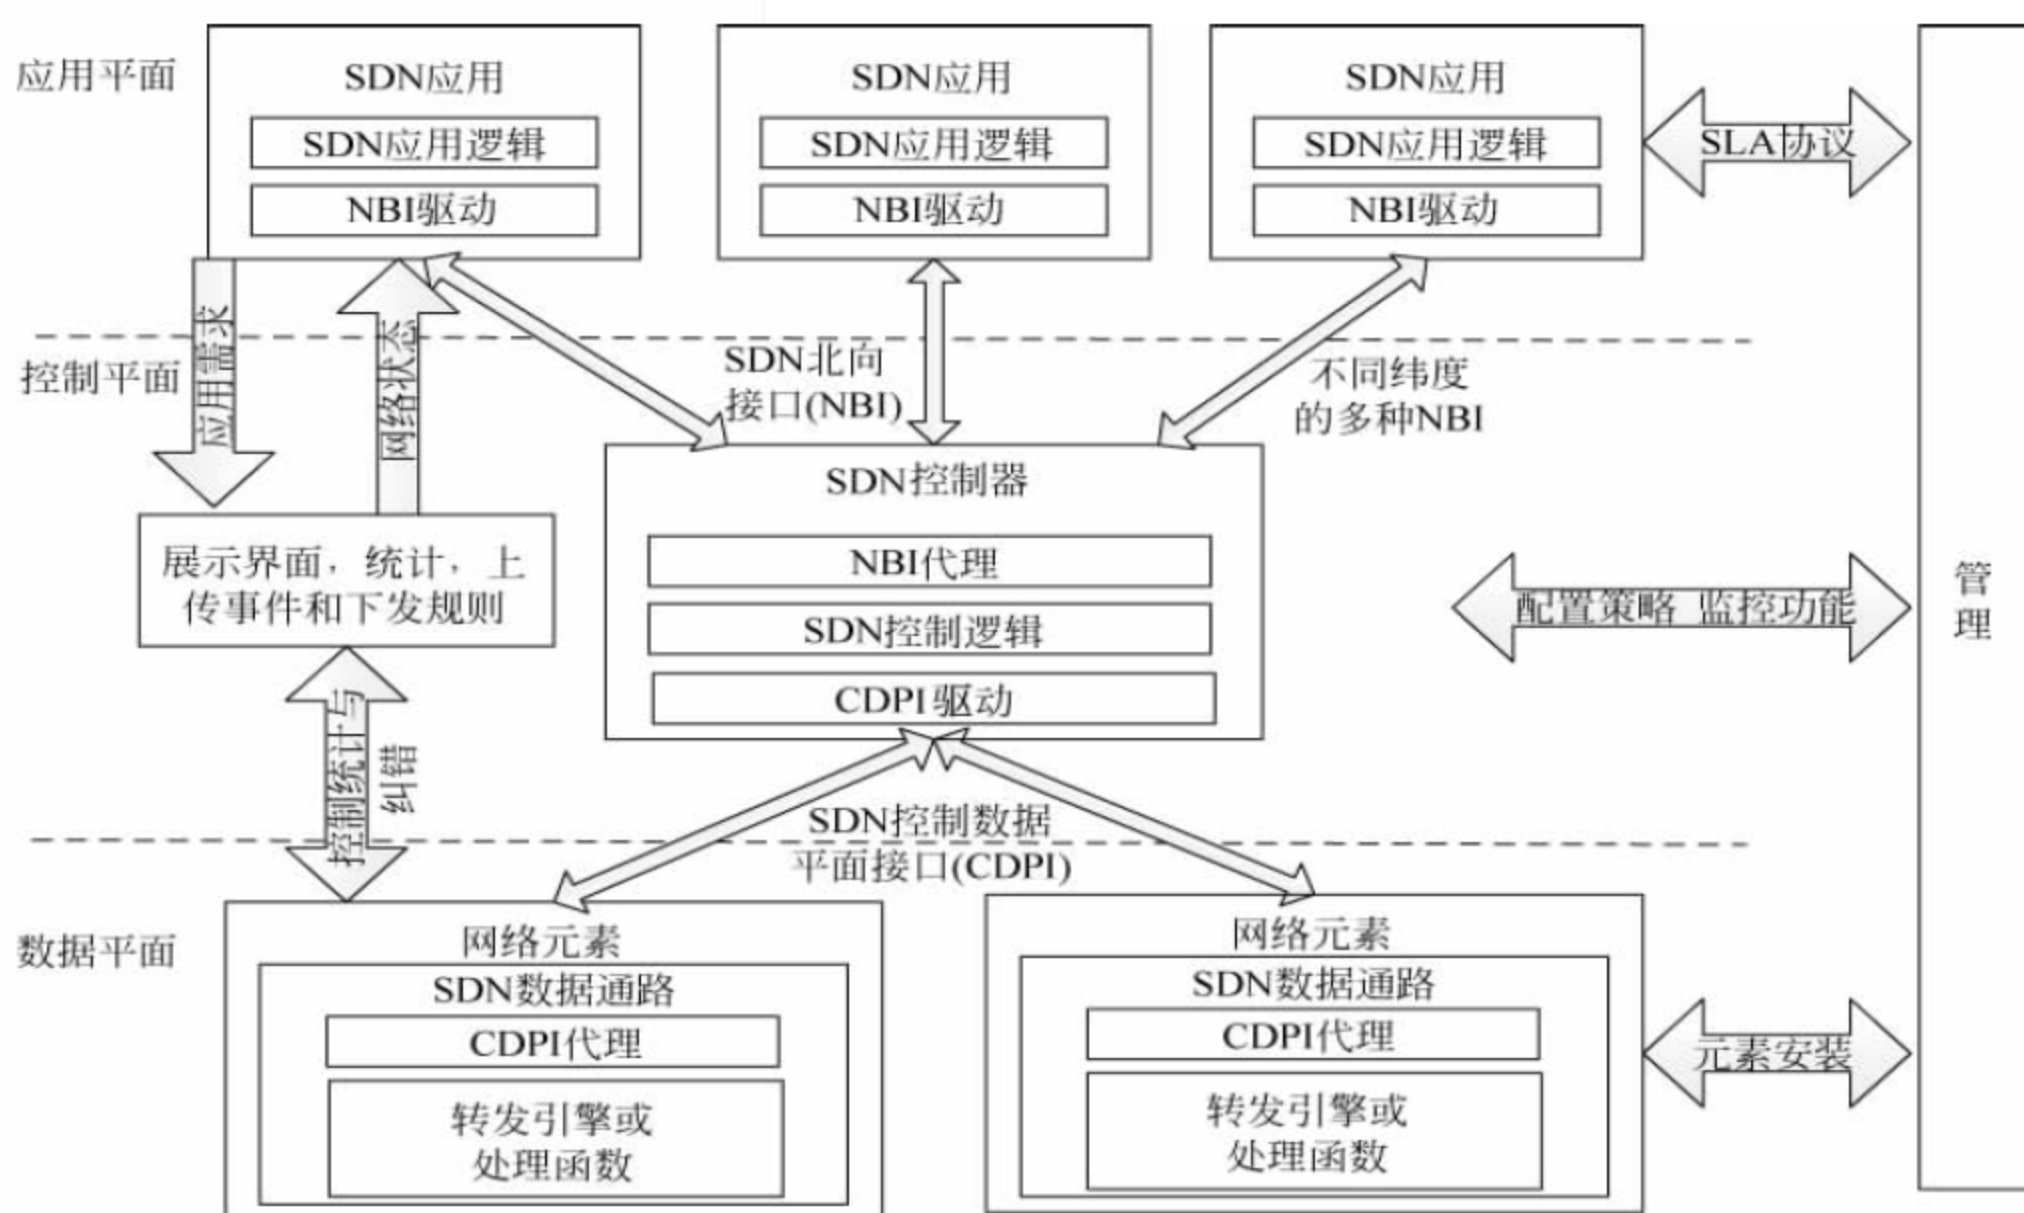 应用平面
SDN应用
SDN应用逻辑
NBI驱动
SDN应用
SDN应用逻辑
NBI驱动
SDN应用
SDN应用逻辑
NBI驱动
SLA协议
应用需求
网络状态
控制平面
SDN北向
接口(NBI)
不同纬度
的多种NBI
SDN控制器
NBI代理
SDN控制逻辑
CDPI驱动
展示界面，统计，上
传事件和下发规则
配置策略 监控功能
管
理
控制统计与
纠错
SDN控制数据
平面接口(CDPI)
数据平面
网络元素
SDN数据通路
CDPI代理
转发引擎或
处理函数
网络元素
SDN数据通路
CDPI代理
转发引擎或
处理函数
元素安装